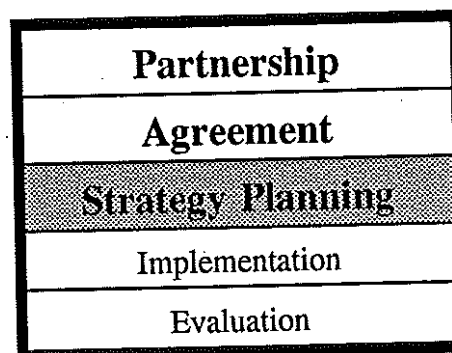 Partnership
Agreement
Strategy Planning
Implementation
Evaluation